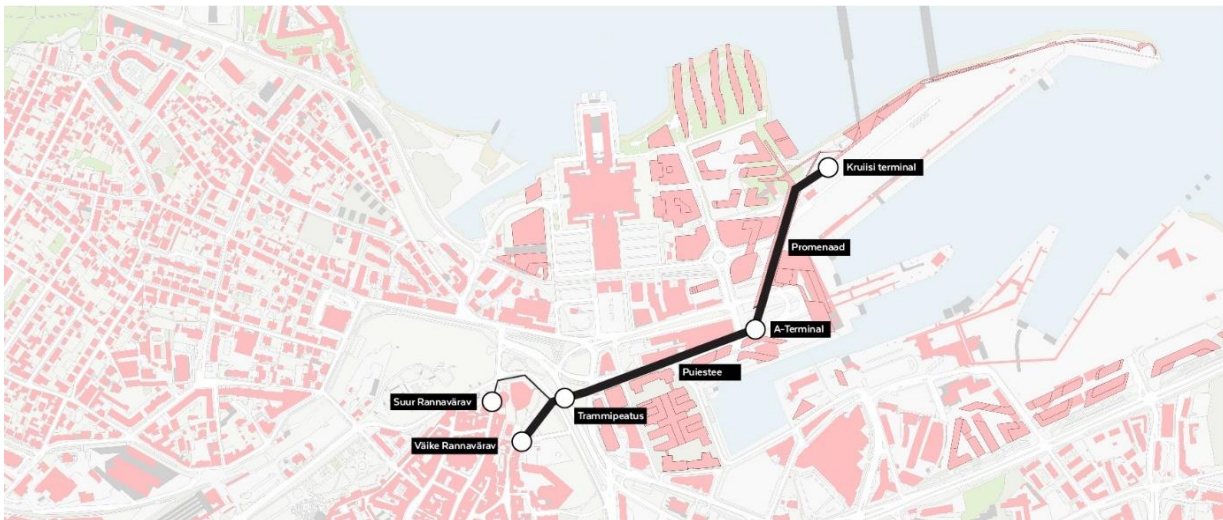 Kruiisi terminal
Promenaad
A-Terminal
Puiestee
Suur Rannavärav
Trammipeatus
Väike Rannavärav